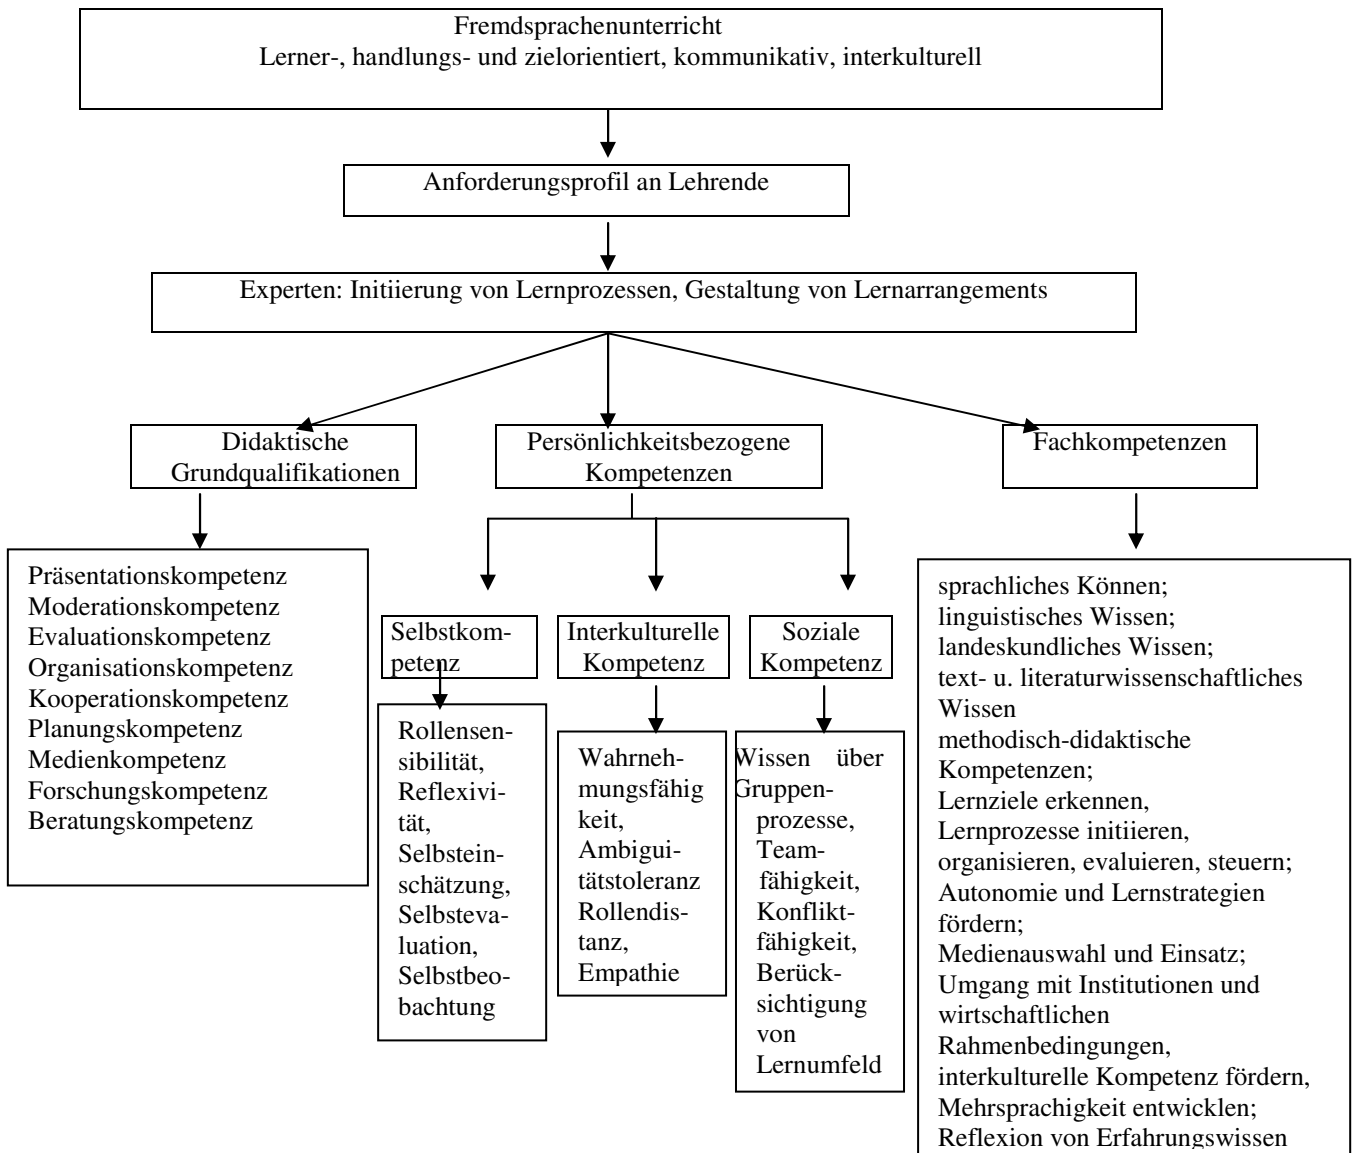 Fremdsprachenunterricht
Lerner-, handlungs- und zielorientiert, kommunikativ, interkulturell
Anforderungsprofil an Lehrende
Experten: Initiierung von Lernprozessen, Gestaltung von Lernarrangements
Didaktische
Grundqualifikationen
Persönlichkeitsbezogene
Kompetenzen
Fachkompetenzen
Präsentationskompetenz
Moderationskompetenz
Evaluationskompetenz
Organisationskompetenz
Kooperationskompetenz
Planungskompetenz
Medienkompetenz
Forschungskompetenz
Beratungskompetenz
Selbstkom-
petenz
Rollensen-
sibilität,
Reflexivi-
tät,
Selbstein-
schätzung,
Selbsteva-
luation,
Selbstbeo-
bachtung
Interkulturelle
Kompetenz
Wahrneh-
mungsfähig
keit,
Ambigui-
tätstoleranz
Rollendis-
tanz,
Empathie
Soziale
Kompetenz
Wissen über
Gruppen-
prozesse,
Team-
fähigkeit,
Konflikt-
fähigkeit,
Berück-
sichtigung
von
Lernumfeld
sprachliches Können;
linguistisches Wissen;
landeskundliches Wissen;
text- u. literaturwissenschaftliches
Wissen
methodisch-didaktische
Kompetenzen;
Lernziele erkennen,
Lernprozesse initiieren,
organisieren, evaluieren, steuern;
Autonomie und Lernstrategien
fördern;
Medienauswahl und Einsatz;
Umgang mit Institutionen und
wirtschaftlichen
Rahmenbedingungen,
interkulturelle Kompetenz fördern,
Mehrsprachigkeit entwicklen;
Reflexion von Erfahrungswissen